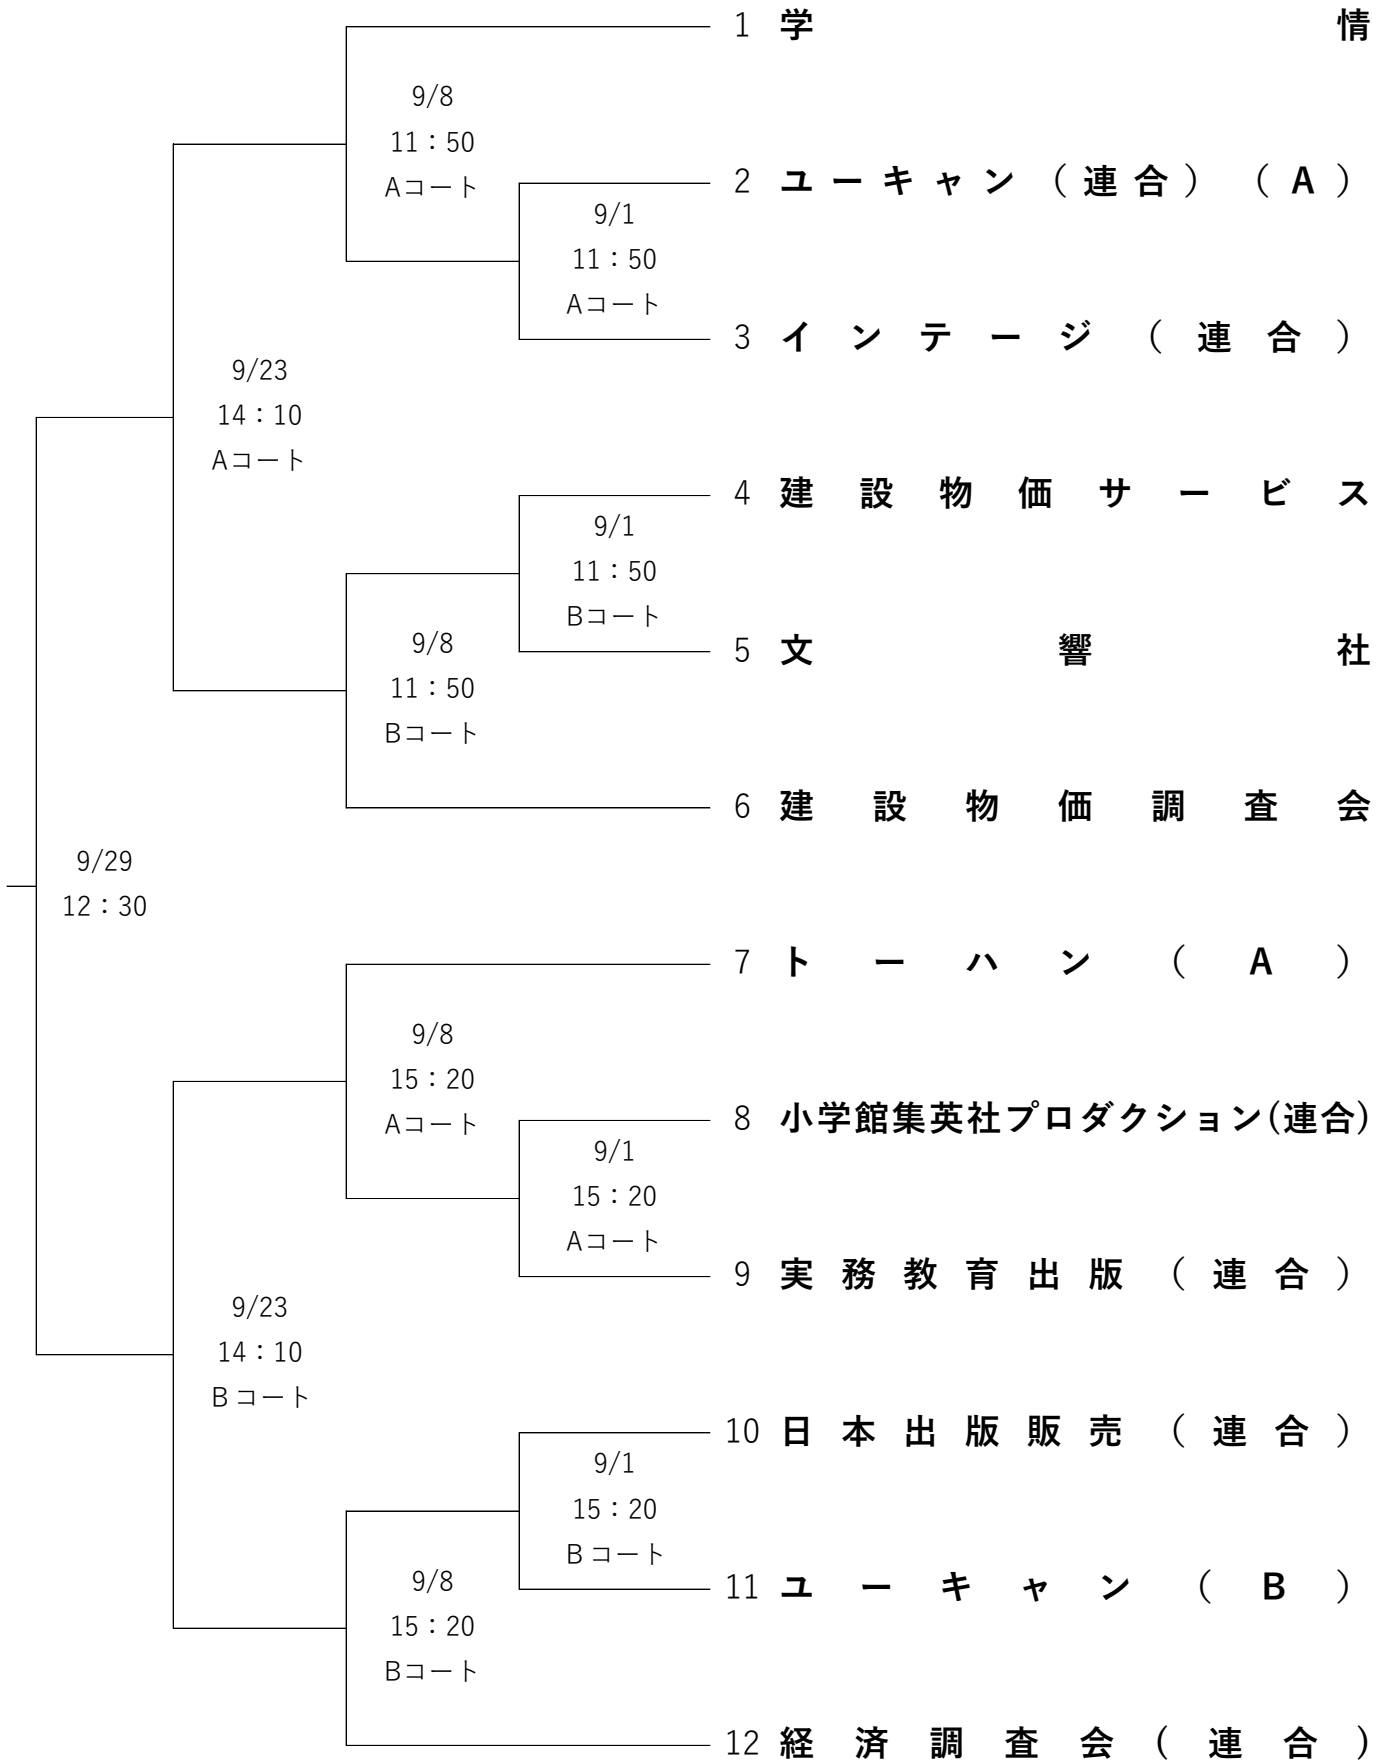 1 学情
9/8
11：50
Aコート
2 ユーキャン（連合）（A）
9/1
11：50
Aコート
3 インテージ（連合）
9/23
14：10
Aコート
4 建設物価サービス
9/1
11：50
Bコート
5 文響社
9/8
11：50
Bコート
6 建設物価調査会
9/29
12：30
7 トーハン（A）
9/8
15：20
Aコート
8 小学館集英社プロダクション(連合)
9/1
15：20
Aコート
9 実務教育出版（連合）
9/23
14：10
Ｂコート
10 日本出版販売（連合）
9/1
15：20
Ｂコート
11 ユーキャン（B）
9/8
15：20
Bコート
12 経済調査会（連合）